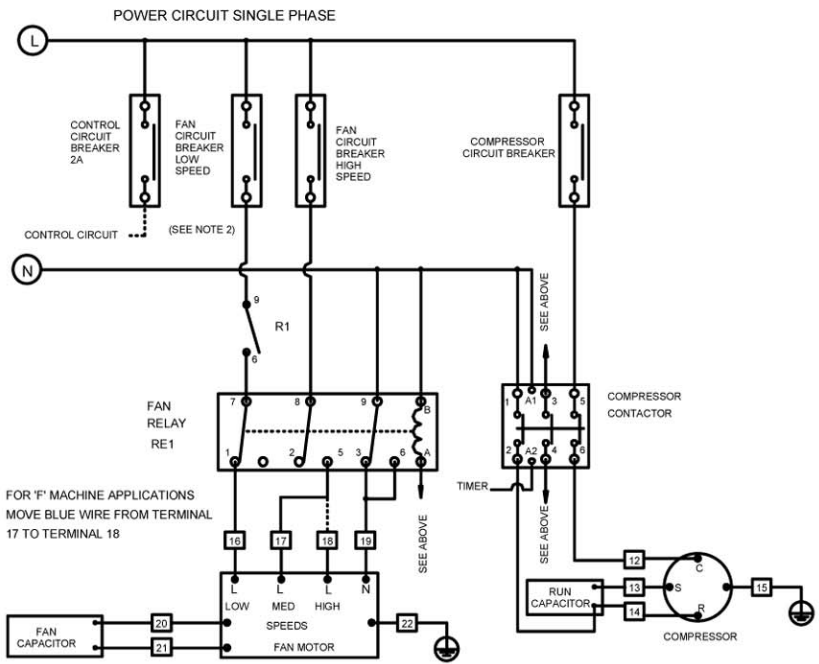 POWER CIRCUIT SINGLE PHASE
L
CONTROL
CIRCUIT
BREAKER
2A
FAN
CIRCUIT
BREAKER
LOW
SPEED
FAN
CIRCUIT
BREAKER
HIGH
SPEED
COMPRESSOR
CIRCUIT BREAKER
CONTROL CIRCUIT
(SEE NOTE 2)
N
9
R1
6
SEE ABOVE
FAN
RELAY
RE1
7 8 9 B
1 2 5 3 6 A
COMPRESSOR
CONTACTOR
1 A1 3 5
2 A2 4 6
TIMER
SEE ABOVE
SEE ABOVE
FOR 'F' MACHINE APPLICATIONS
MOVE BLUE WIRE FROM TERMINAL
17 TO TERMINAL 18
16 17 18 19
L L L N
LOW MED HIGH
SPEEDS
FAN MOTOR
FAN
CAPACITOR
20
21
22
RUN
CAPACITOR
12
13
14
C
S
R
15
COMPRESSOR